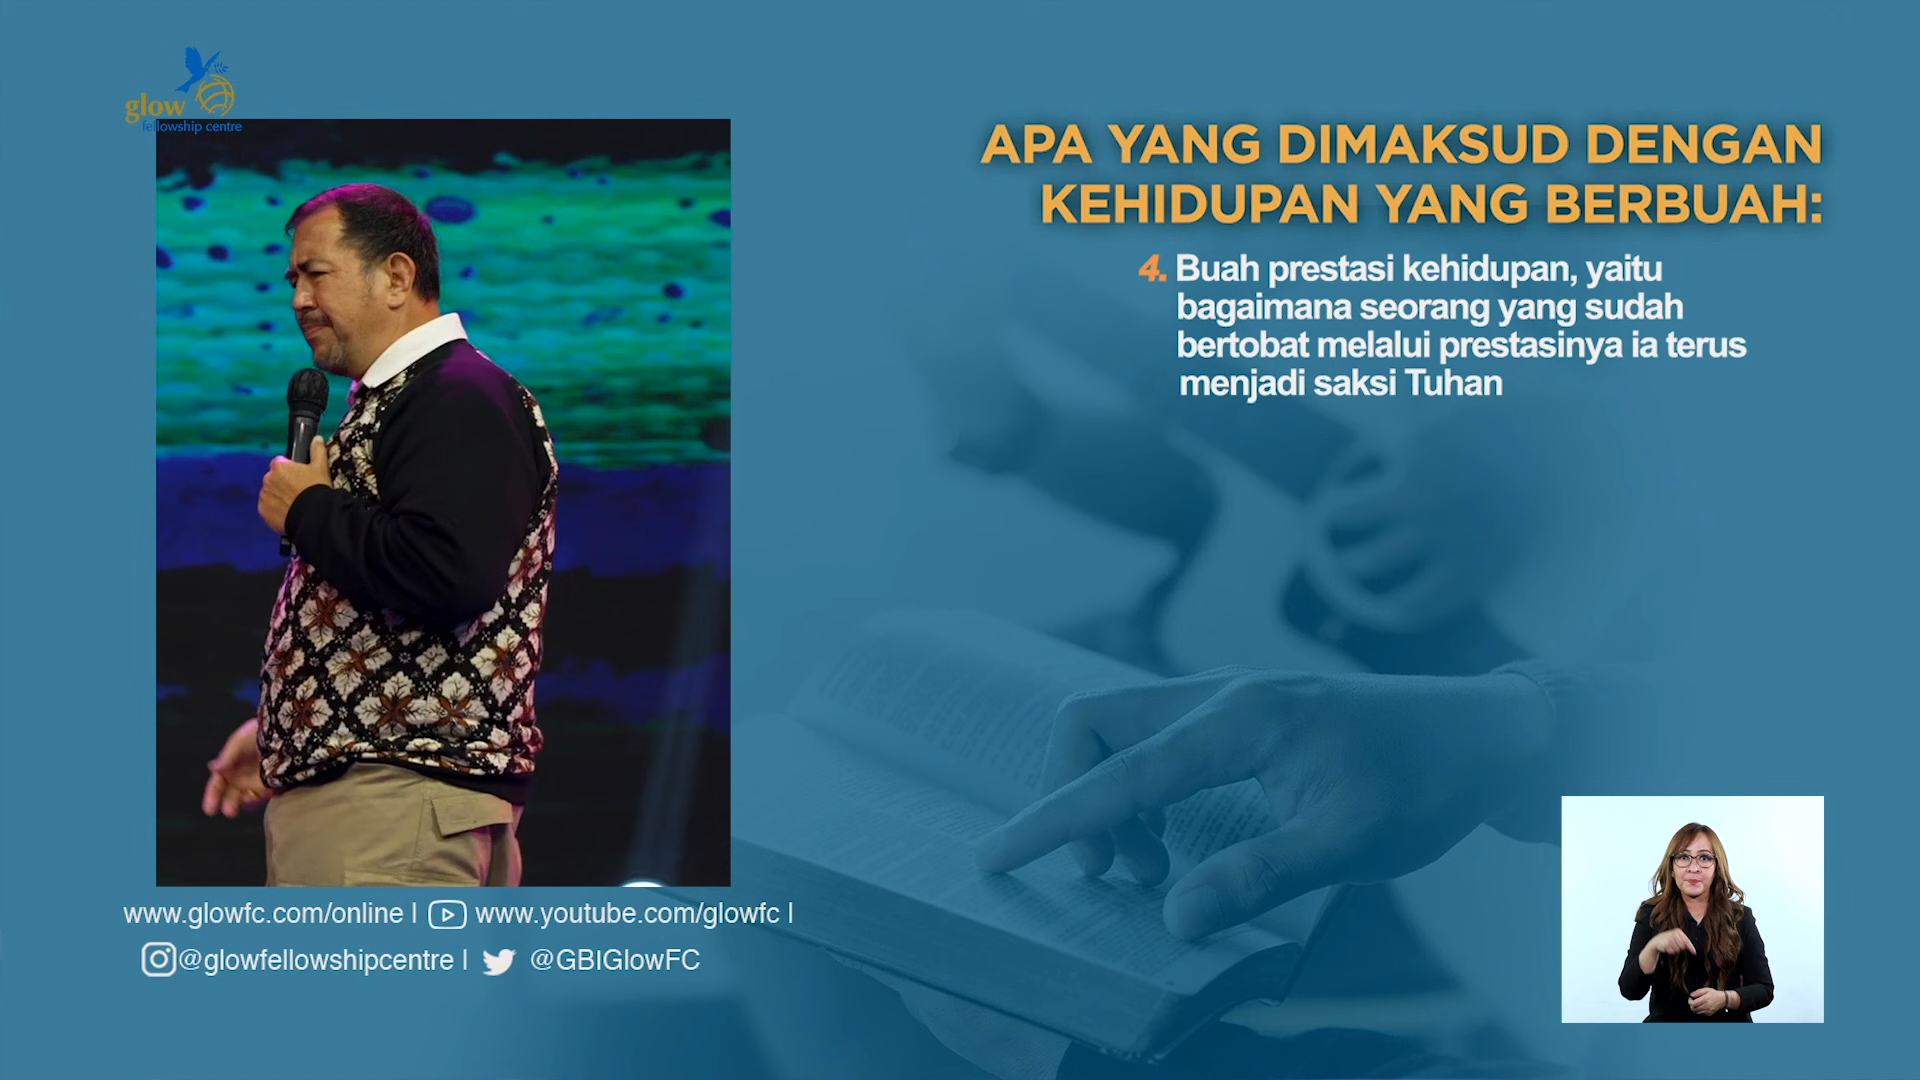 glow
fellowship centre
APA YANG DIMAKSUD DENGAN
KEHIDUPAN YANG BERBUAH:
4. Buah prestasi kehidupan, yaitu
bagaimana seorang yang sudah
bertobat melalui prestasinya ia terus
menjadi saksi Tuhan
www.glowfc.com/online | www.youtube.com/glowfc |
@glowfellowshipcentre | @GBIGlowFC